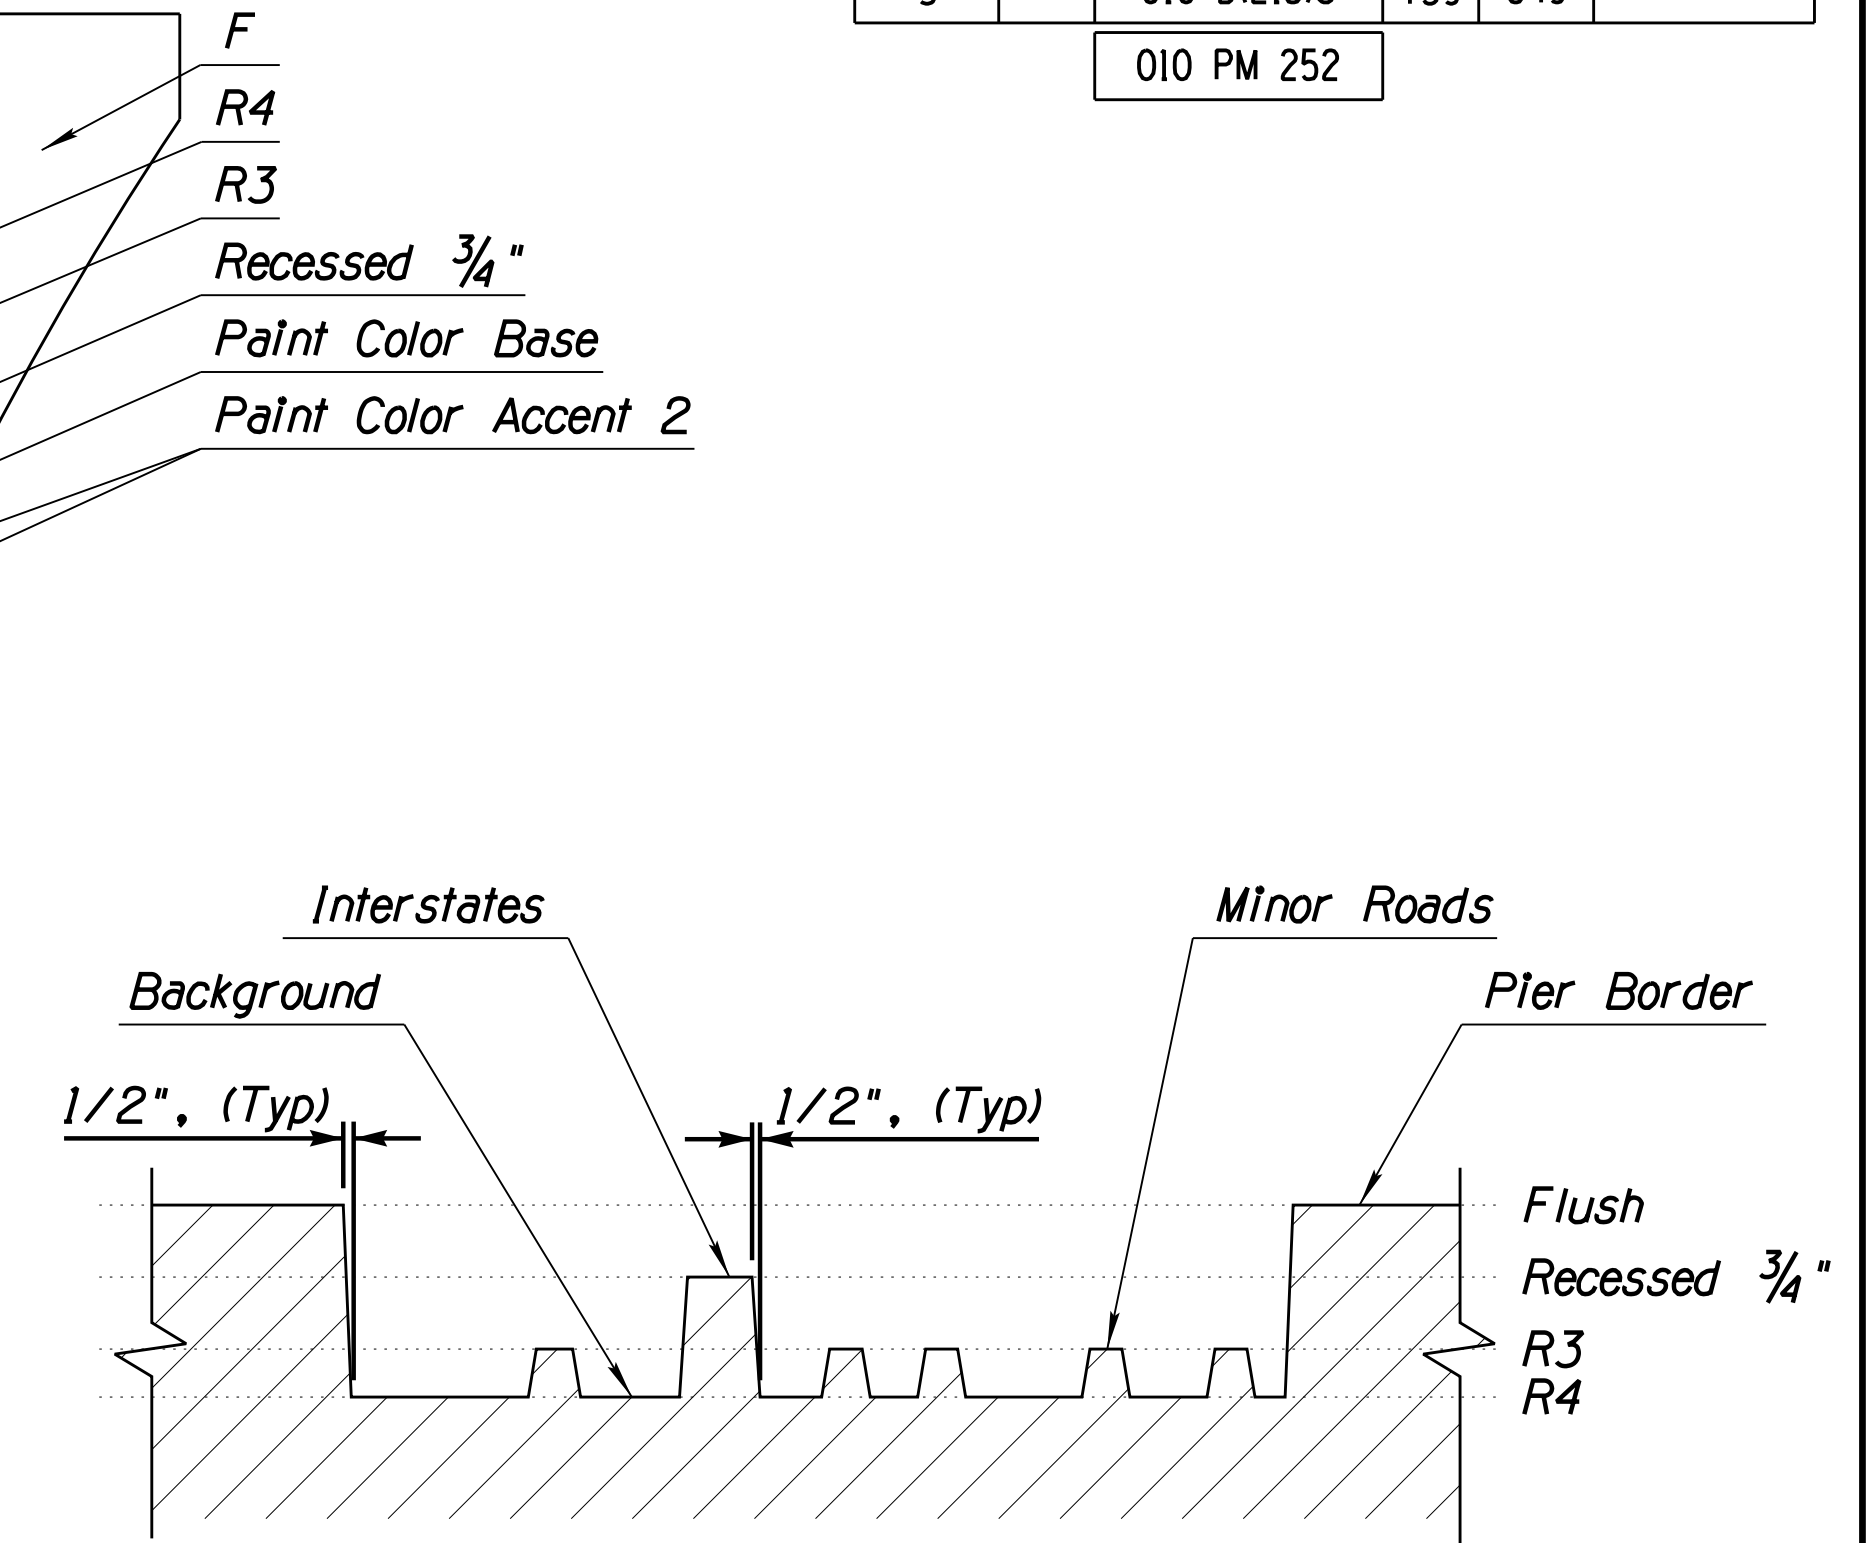 010 PM 252
F
R4
R3
Recessed 3/4"
Paint Color Base
Paint Color Accent 2
Interstates
Minor Roads
Background
Pier Border
1/2", (Typ)
1/2", (Typ)
Flush
Recessed 3/4"
R3
R4